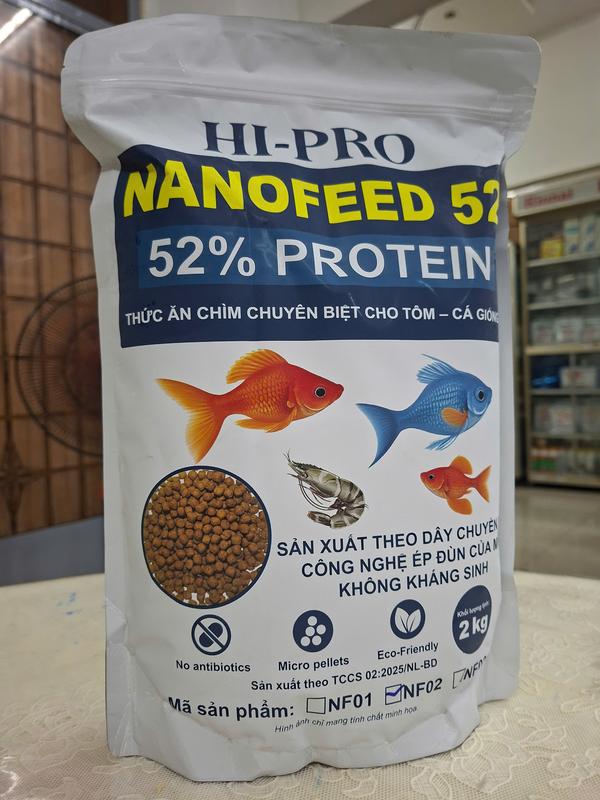 HI-PRO
NANOFEED 52
52% PROTEIN
THỨC ĂN CHÌM CHUYÊN BIỆT CHO TÔM – CÁ GIỐNG
SẢN XUẤT THEO DÂY CHUYỀN
CÔNG NGHỆ ÉP ĐÙN CỦA
KHÔNG KHÁNG SINH
No antibiotics
Micro pellets
Eco-Friendly
Khối lượng tịnh
2 kg
Sản xuất theo TCCS 02:2025/NL-BD
Mã sản phẩm: NF01 NF02
Hình ảnh chỉ mang tính chất minh họa